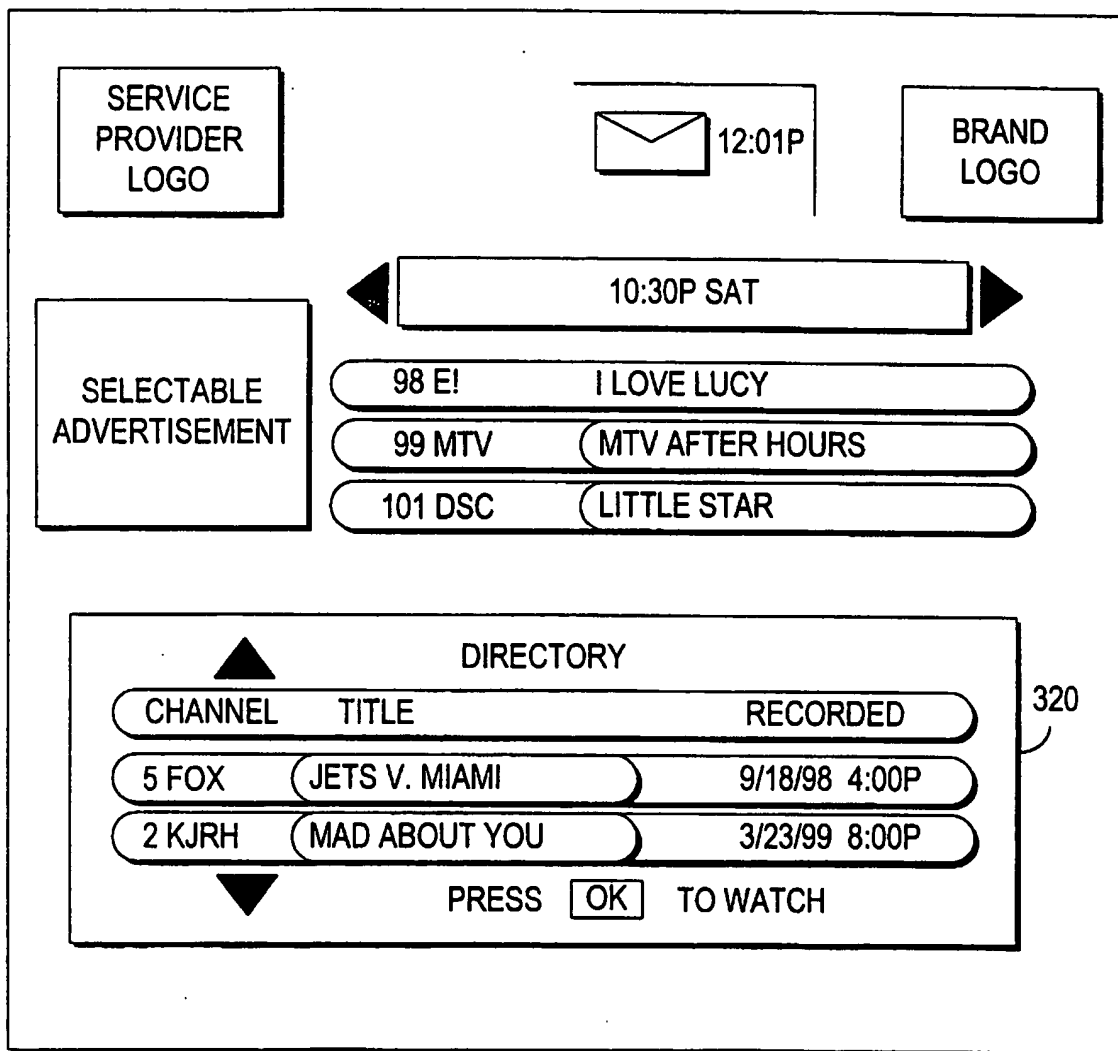 SERVICE
PROVIDER
LOGO
12:01P
BRAND
LOGO
10:30P SAT
SELECTABLE
ADVERTISEMENT
98 E! I LOVE LUCY
99 MTV MTV AFTER HOURS
101 DSC LITTLE STAR
DIRECTORY
CHANNEL TITLE RECORDED
5 FOX JETS V. MIAMI 9/18/98 4:00P
2 KJRH MAD ABOUT YOU 3/23/99 8:00P
PRESS OK TO WATCH
320